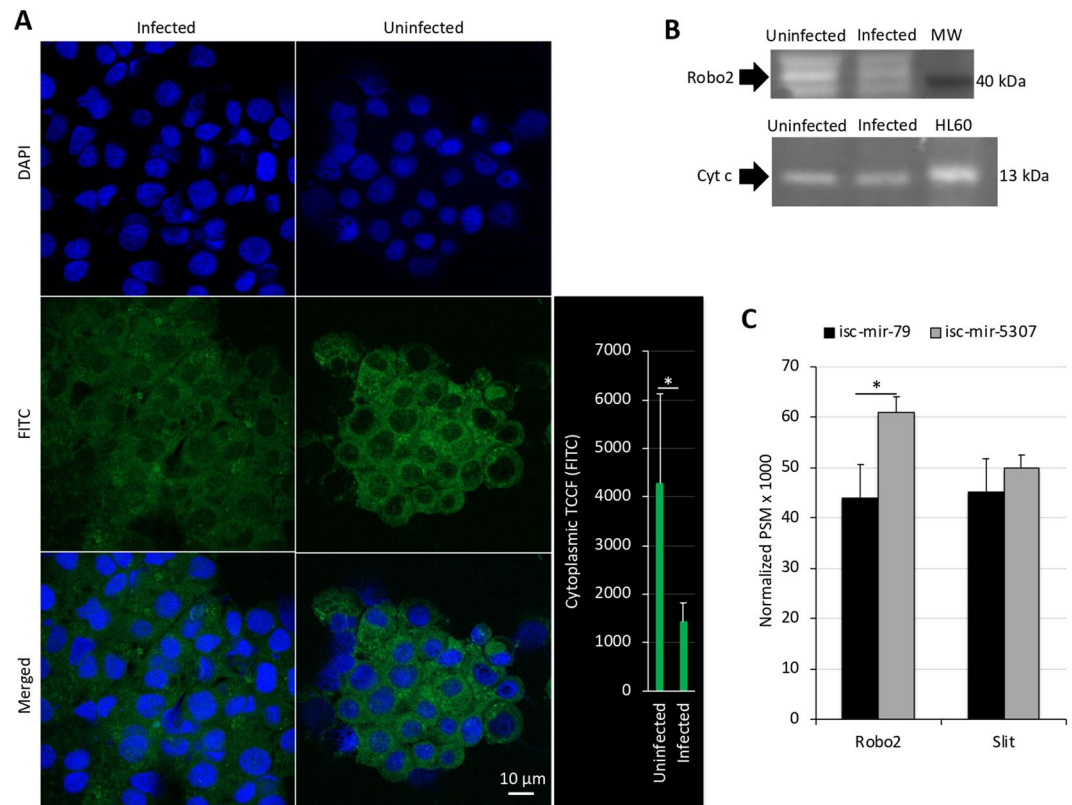 A
Infected
Uninfected
DAPI
FITC
Merged
10 µm
7000
6000
5000
4000
3000
2000
1000
0
Cytoplasmic TCCF (FITC)
*
Uninfected
Infected
B
Uninfected Infected MW
Robo2
40 kDa
Uninfected Infected HL60
Cyt c
13 kDa
C
isc-mir-79 isc-mir-5307
70
60
50
40
30
20
10
0
Normalized PSM x 1000
*
Robo2 Slit